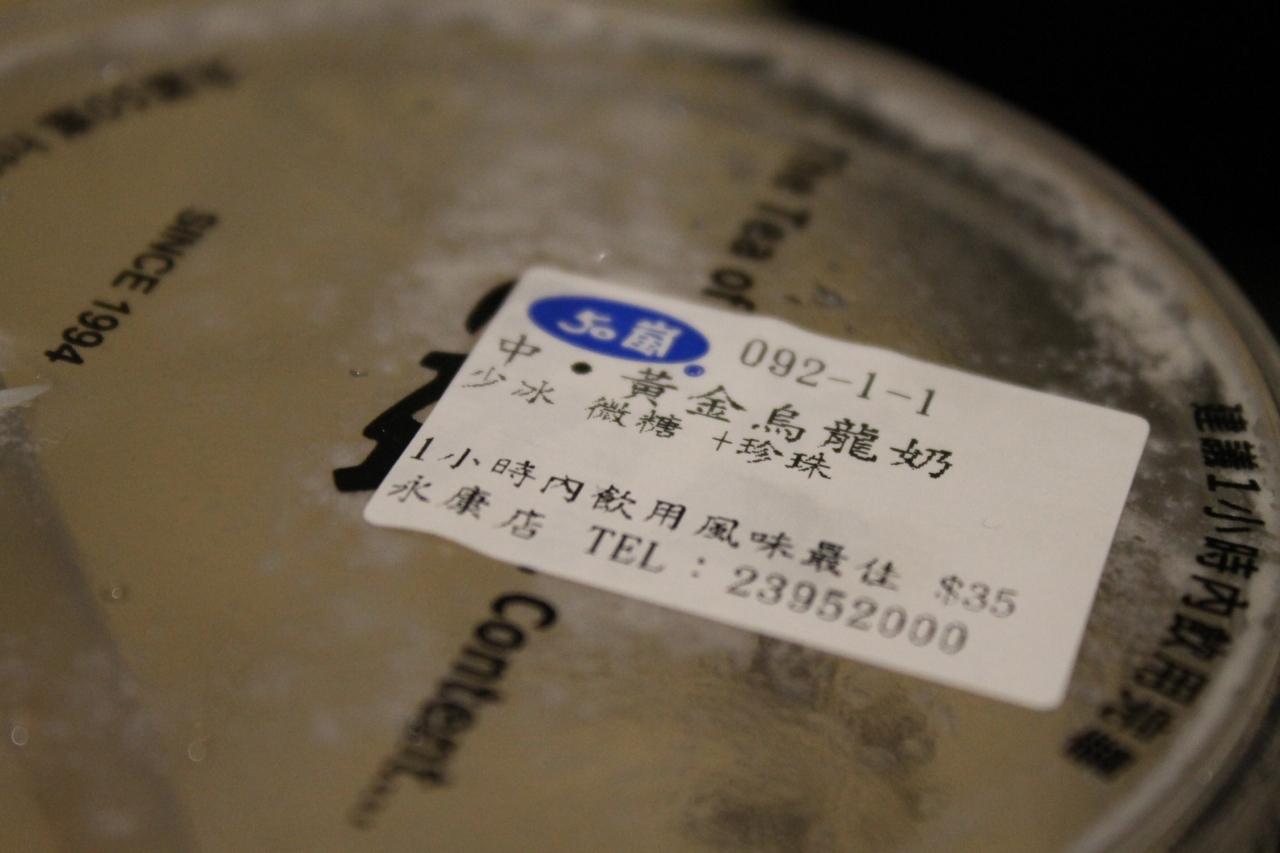 50嵐® 092-1-1
中・黃金烏龍奶
少冰 微糖 +珍珠
1小時內飲用風味最佳 $35
永康店 TEL:23952000
SINCE 1994
The Tea of
Content...
建議1小時內飲用完畢